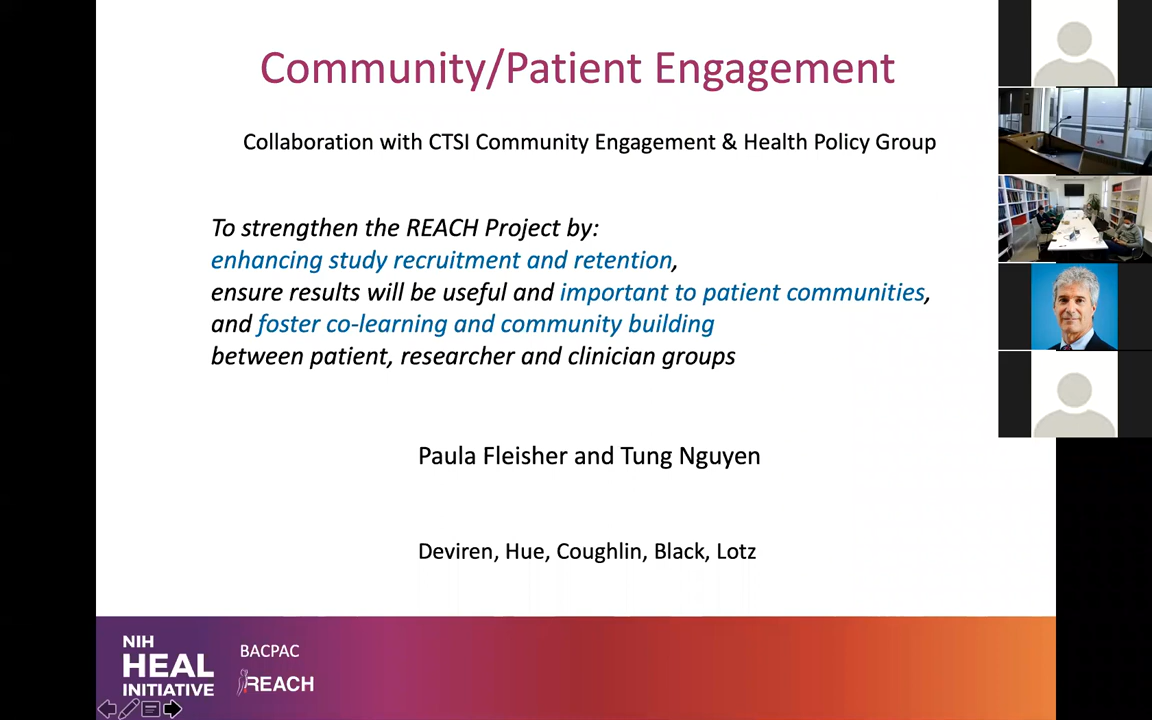 Community/Patient Engagement
Collaboration with CTSI Community Engagement & Health Policy Group
To strengthen the REACH Project by:
enhancing study recruitment and retention,
ensure results will be useful and important to patient communities,
and foster co-learning and community building
between patient, researcher and clinician groups
Paula Fleisher and Tung Nguyen
Deviren, Hue, Coughlin, Black, Lotz
NIH
HEAL
INITIATIVE
BACPAC
REACH